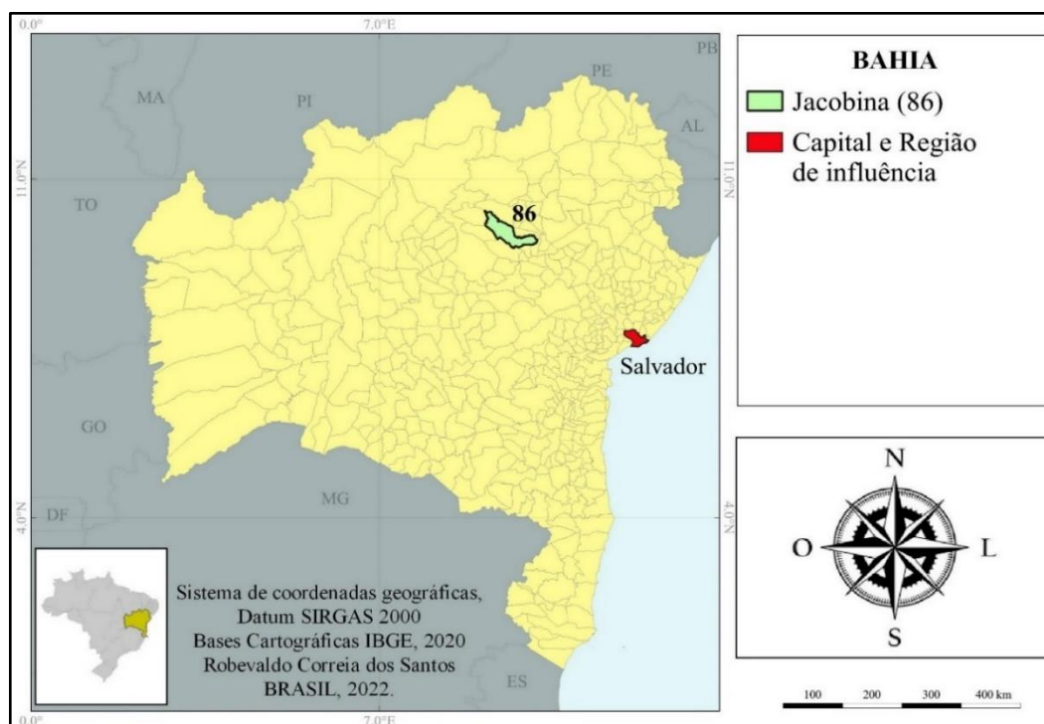 0.0°
7.0°E
PB
MA
PI
PE
AL
11.0°N
11.0°N
TO
86
Salvador
GO
MG
DF
4.0°N
4.0°N
Sistema de coordenadas geográficas,
Datum SIRGAS 2000
Bases Cartográficas IBGE, 2020
Robevaldo Correia dos Santos
BRASIL, 2022.
ES
0.0°
7.0°E
BAHIA
Jacobina (86)
Capital e Região
de influência
N
O
L
S
100 200 300 400 km